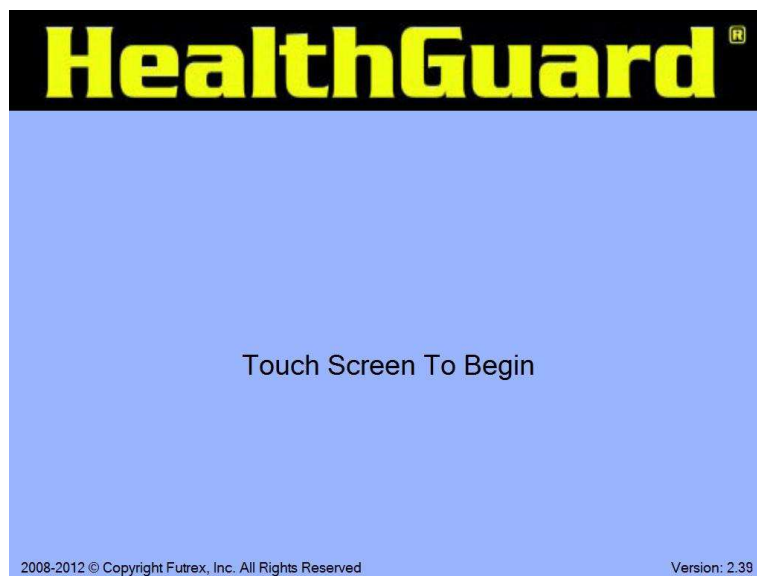 HealthGuard®
Touch Screen To Begin
2008-2012 © Copyright Futrex, Inc. All Rights Reserved
Version: 2.39